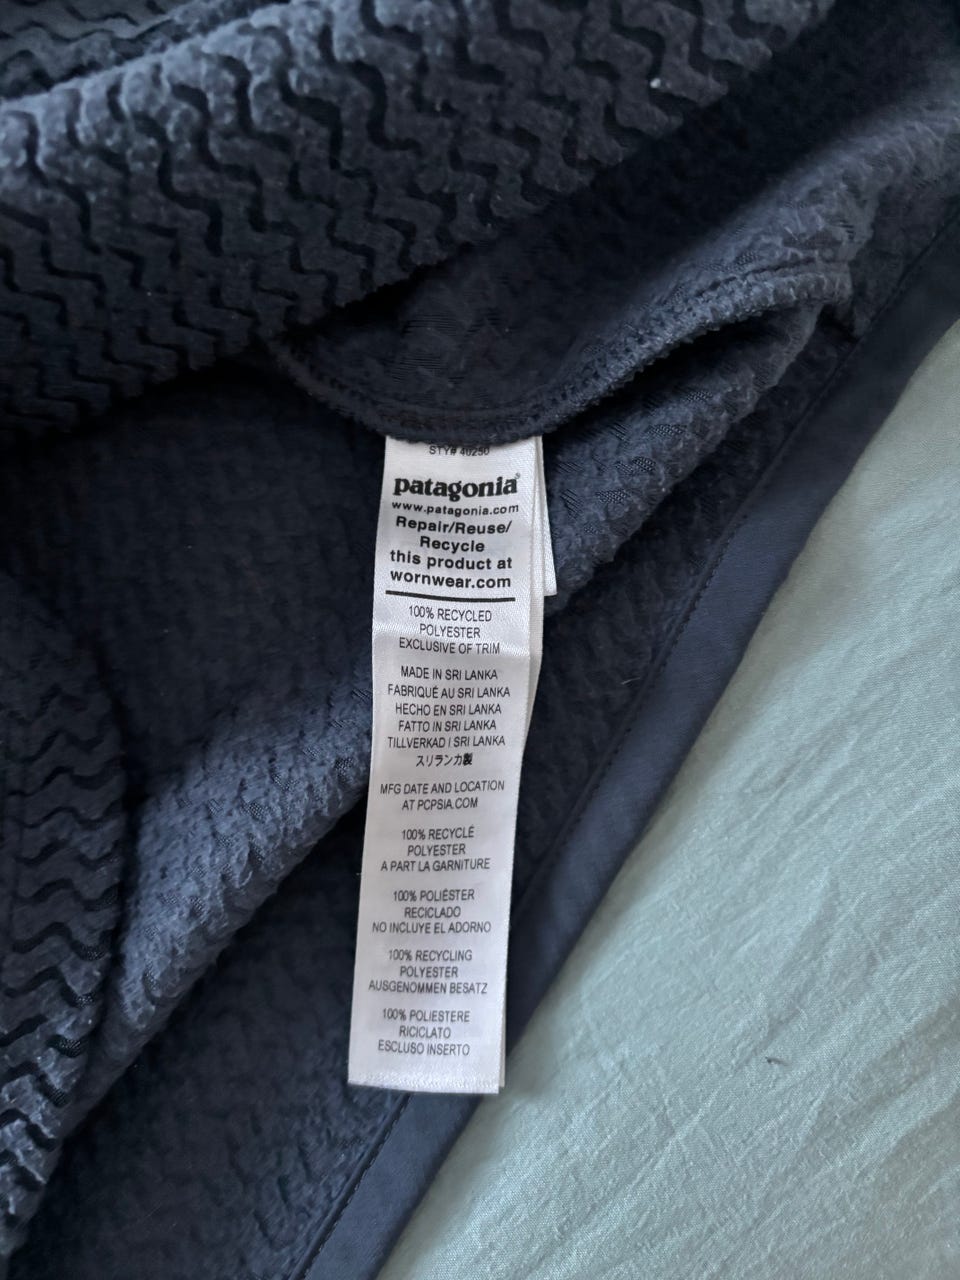 STY# 40250
patagonia®
www.patagonia.com
Repair/Reuse/
Recycle
this product at
wornwear.com
100% RECYCLED
POLYESTER
EXCLUSIVE OF TRIM
MADE IN SRI LANKA
FABRIQUÉ AU SRI LANKA
HECHO EN SRI LANKA
FATTO IN SRI LANKA
TILLVERKAD I SRI LANKA
スリランカ製
MFG DATE AND LOCATION
AT PCPSIA.COM
100% RECYCLÉ
POLYESTER
A PART LA GARNITURE
100% POLIÉSTER
RECICLADO
NO INCLUYE EL ADORNO
100% RECYCLING
POLYESTER
AUSGENOMMEN BESATZ
100% POLIESTERE
RICICLATO
ESCLUSO INSERTO